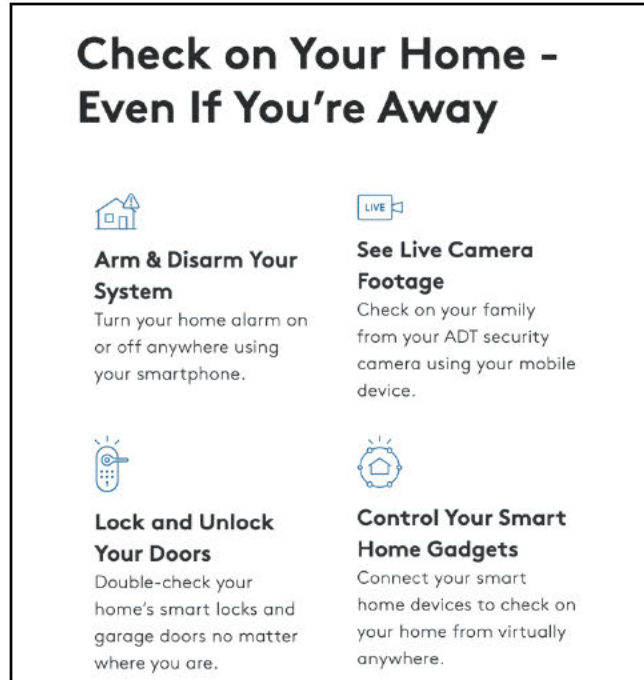 Check on Your Home -
Even If You're Away
Arm & Disarm Your
System
Turn your home alarm on
or off anywhere using
your smartphone.
LIVE
See Live Camera
Footage
Check on your family
from your ADT security
camera using your mobile
device.
Lock and Unlock
Your Doors
Double-check your
home's smart locks and
garage doors no matter
where you are.
Control Your Smart
Home Gadgets
Connect your smart
home devices to check on
your home from virtually
anywhere.